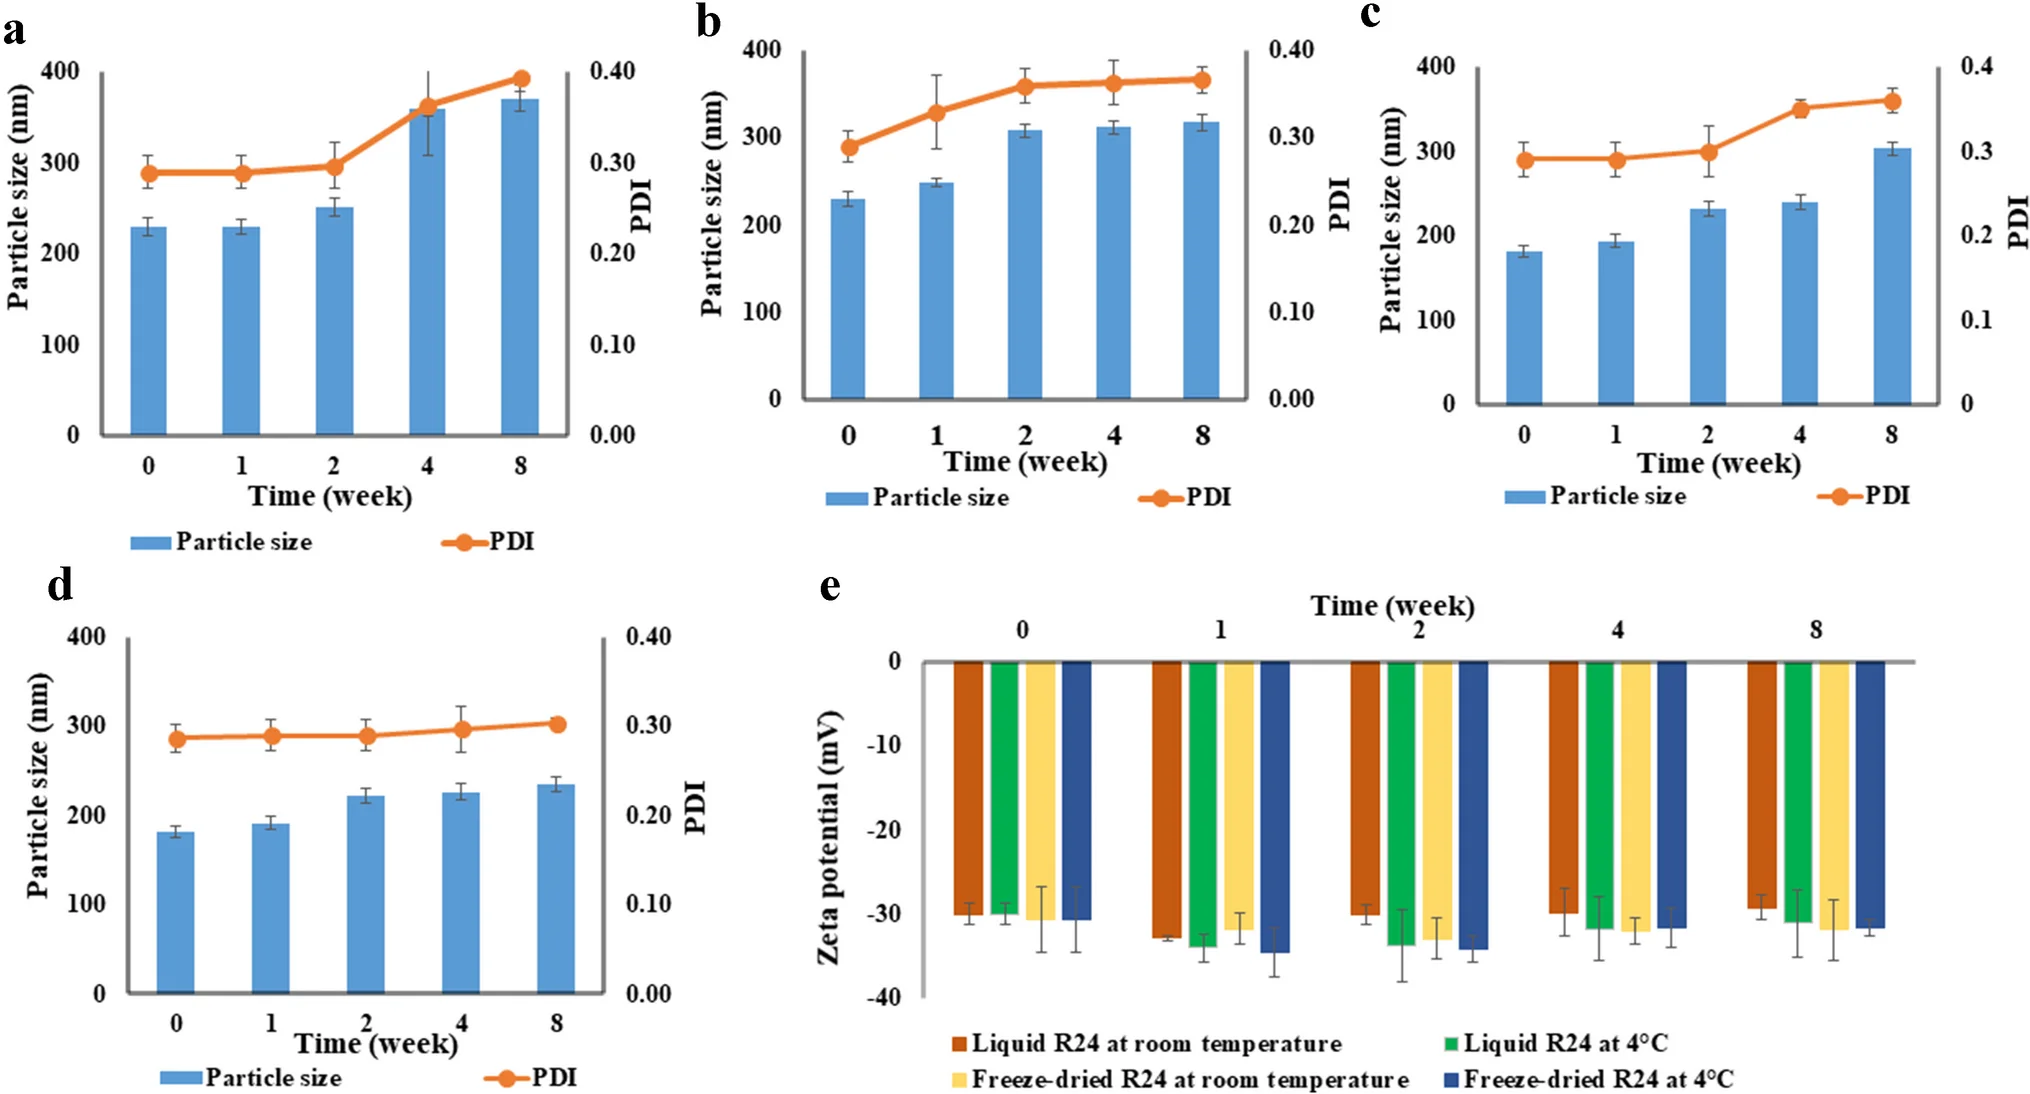 a
400
300
200
100
0
Particle size (nm)
0.40
0.30
0.20
0.10
0.00
PDI
0 1 2 4 8
Time (week)
Particle size PDI
b
400
300
200
100
0
Particle size (nm)
0.40
0.30
0.20
0.10
0.00
PDI
0 1 2 4 8
Time (week)
Particle size PDI
c
400
300
200
100
0
Particle size (nm)
0.4
0.3
0.2
0.1
0
PDI
0 1 2 4 8
Time (week)
Particle size PDI
d
400
300
200
100
0
Particle size (nm)
0.40
0.30
0.20
0.10
0.00
PDI
0 1 2 4 8
Time (week)
Particle size PDI
e
Time (week)
0 1 2 4 8
0
-10
-20
-30
-40
Zeta potential (mV)
Liquid R24 at room temperature Liquid R24 at 4°C
Freeze-dried R24 at room temperature Freeze-dried R24 at 4°C